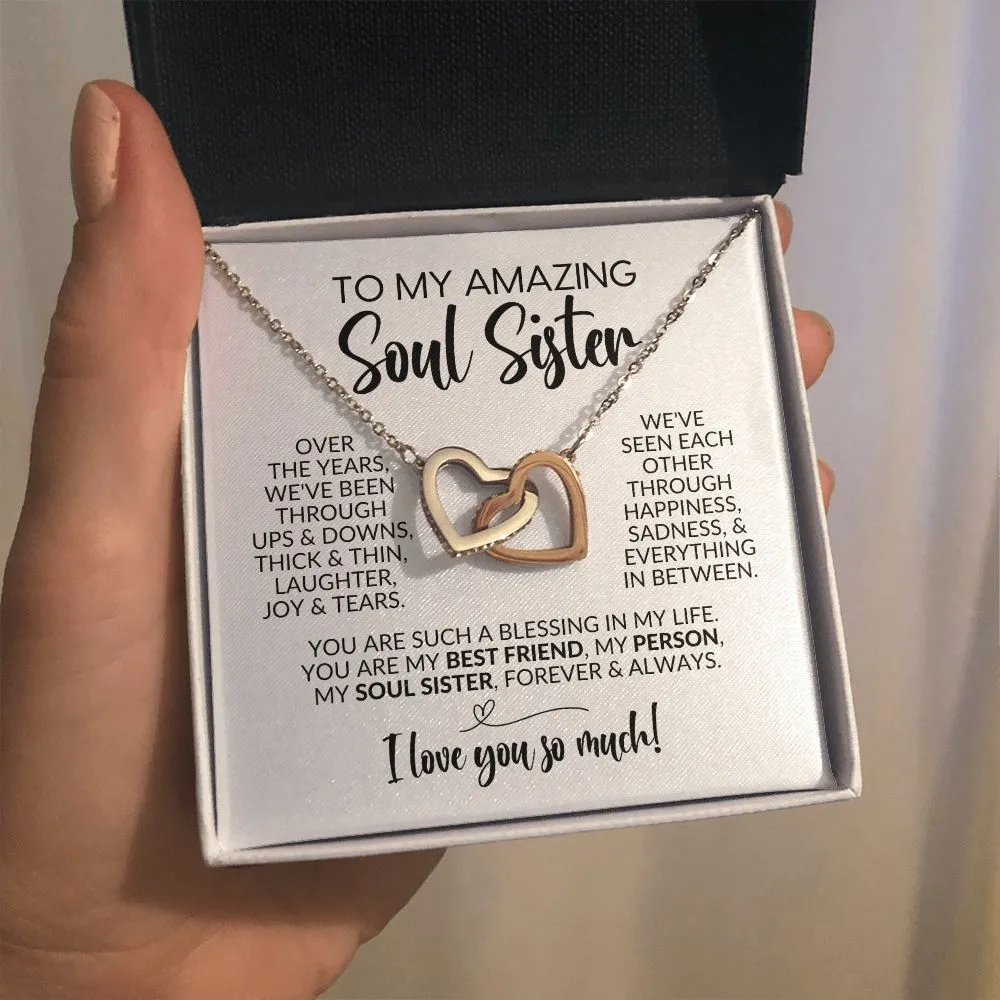 TO MY AMAZING
Soul Sister
OVER
THE YEARS,
WE'VE BEEN
THROUGH
UPS & DOWNS,
THICK & THIN,
LAUGHTER,
JOY & TEARS.
WE'VE
SEEN EACH
OTHER
THROUGH
HAPPINESS,
SADNESS, &
EVERYTHING
IN BETWEEN.
YOU ARE SUCH A BLESSING IN MY LIFE.
YOU ARE MY BEST FRIEND, MY PERSON,
MY SOUL SISTER, FOREVER & ALWAYS.
I love you so much!